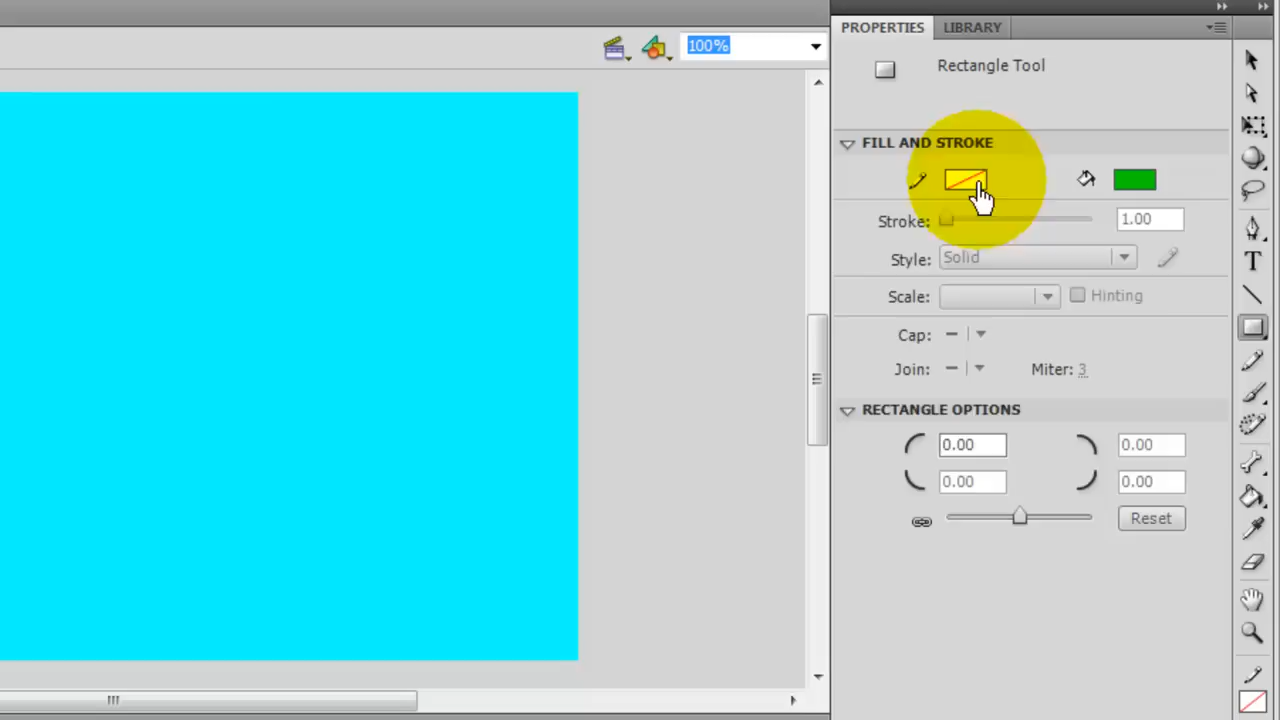 PROPERTIES LIBRARY
100%
Rectangle Tool
FILL AND STROKE
Stroke: 1.00
Style: Solid
Scale: Hinting
Cap:
Join: Miter: 3
RECTANGLE OPTIONS
0.00 0.00
0.00 0.00
Reset